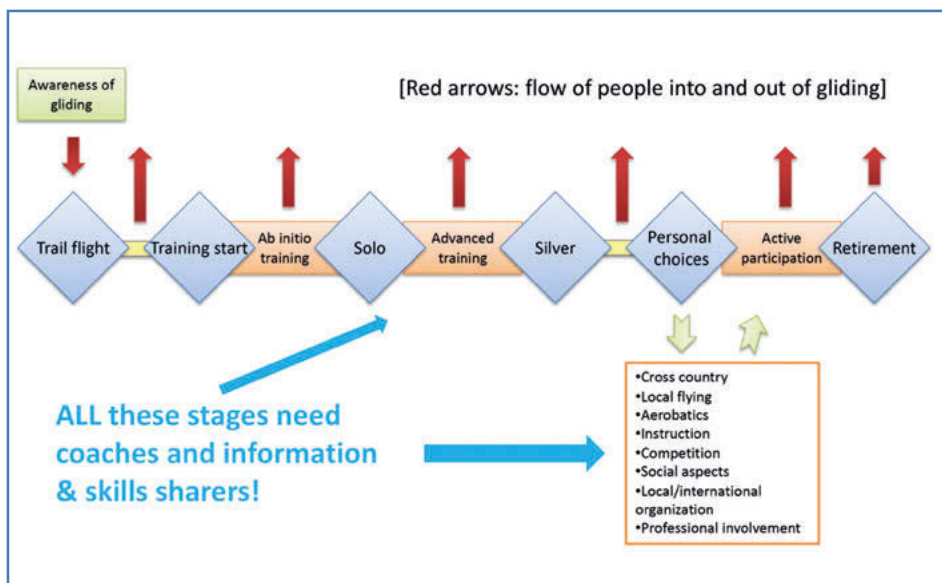 Awareness of
gliding
[Red arrows: flow of people into and out of gliding]
Trail flight
Training start
Ab initio
training
Solo
Advanced
training
Silver
Personal
choices
Active
participation
Retirement
ALL these stages need
coaches and information
& skills sharers!
•Cross country
•Local flying
•Aerobatics
•Instruction
•Competition
•Social aspects
•Local/international
organization
•Professional involvement